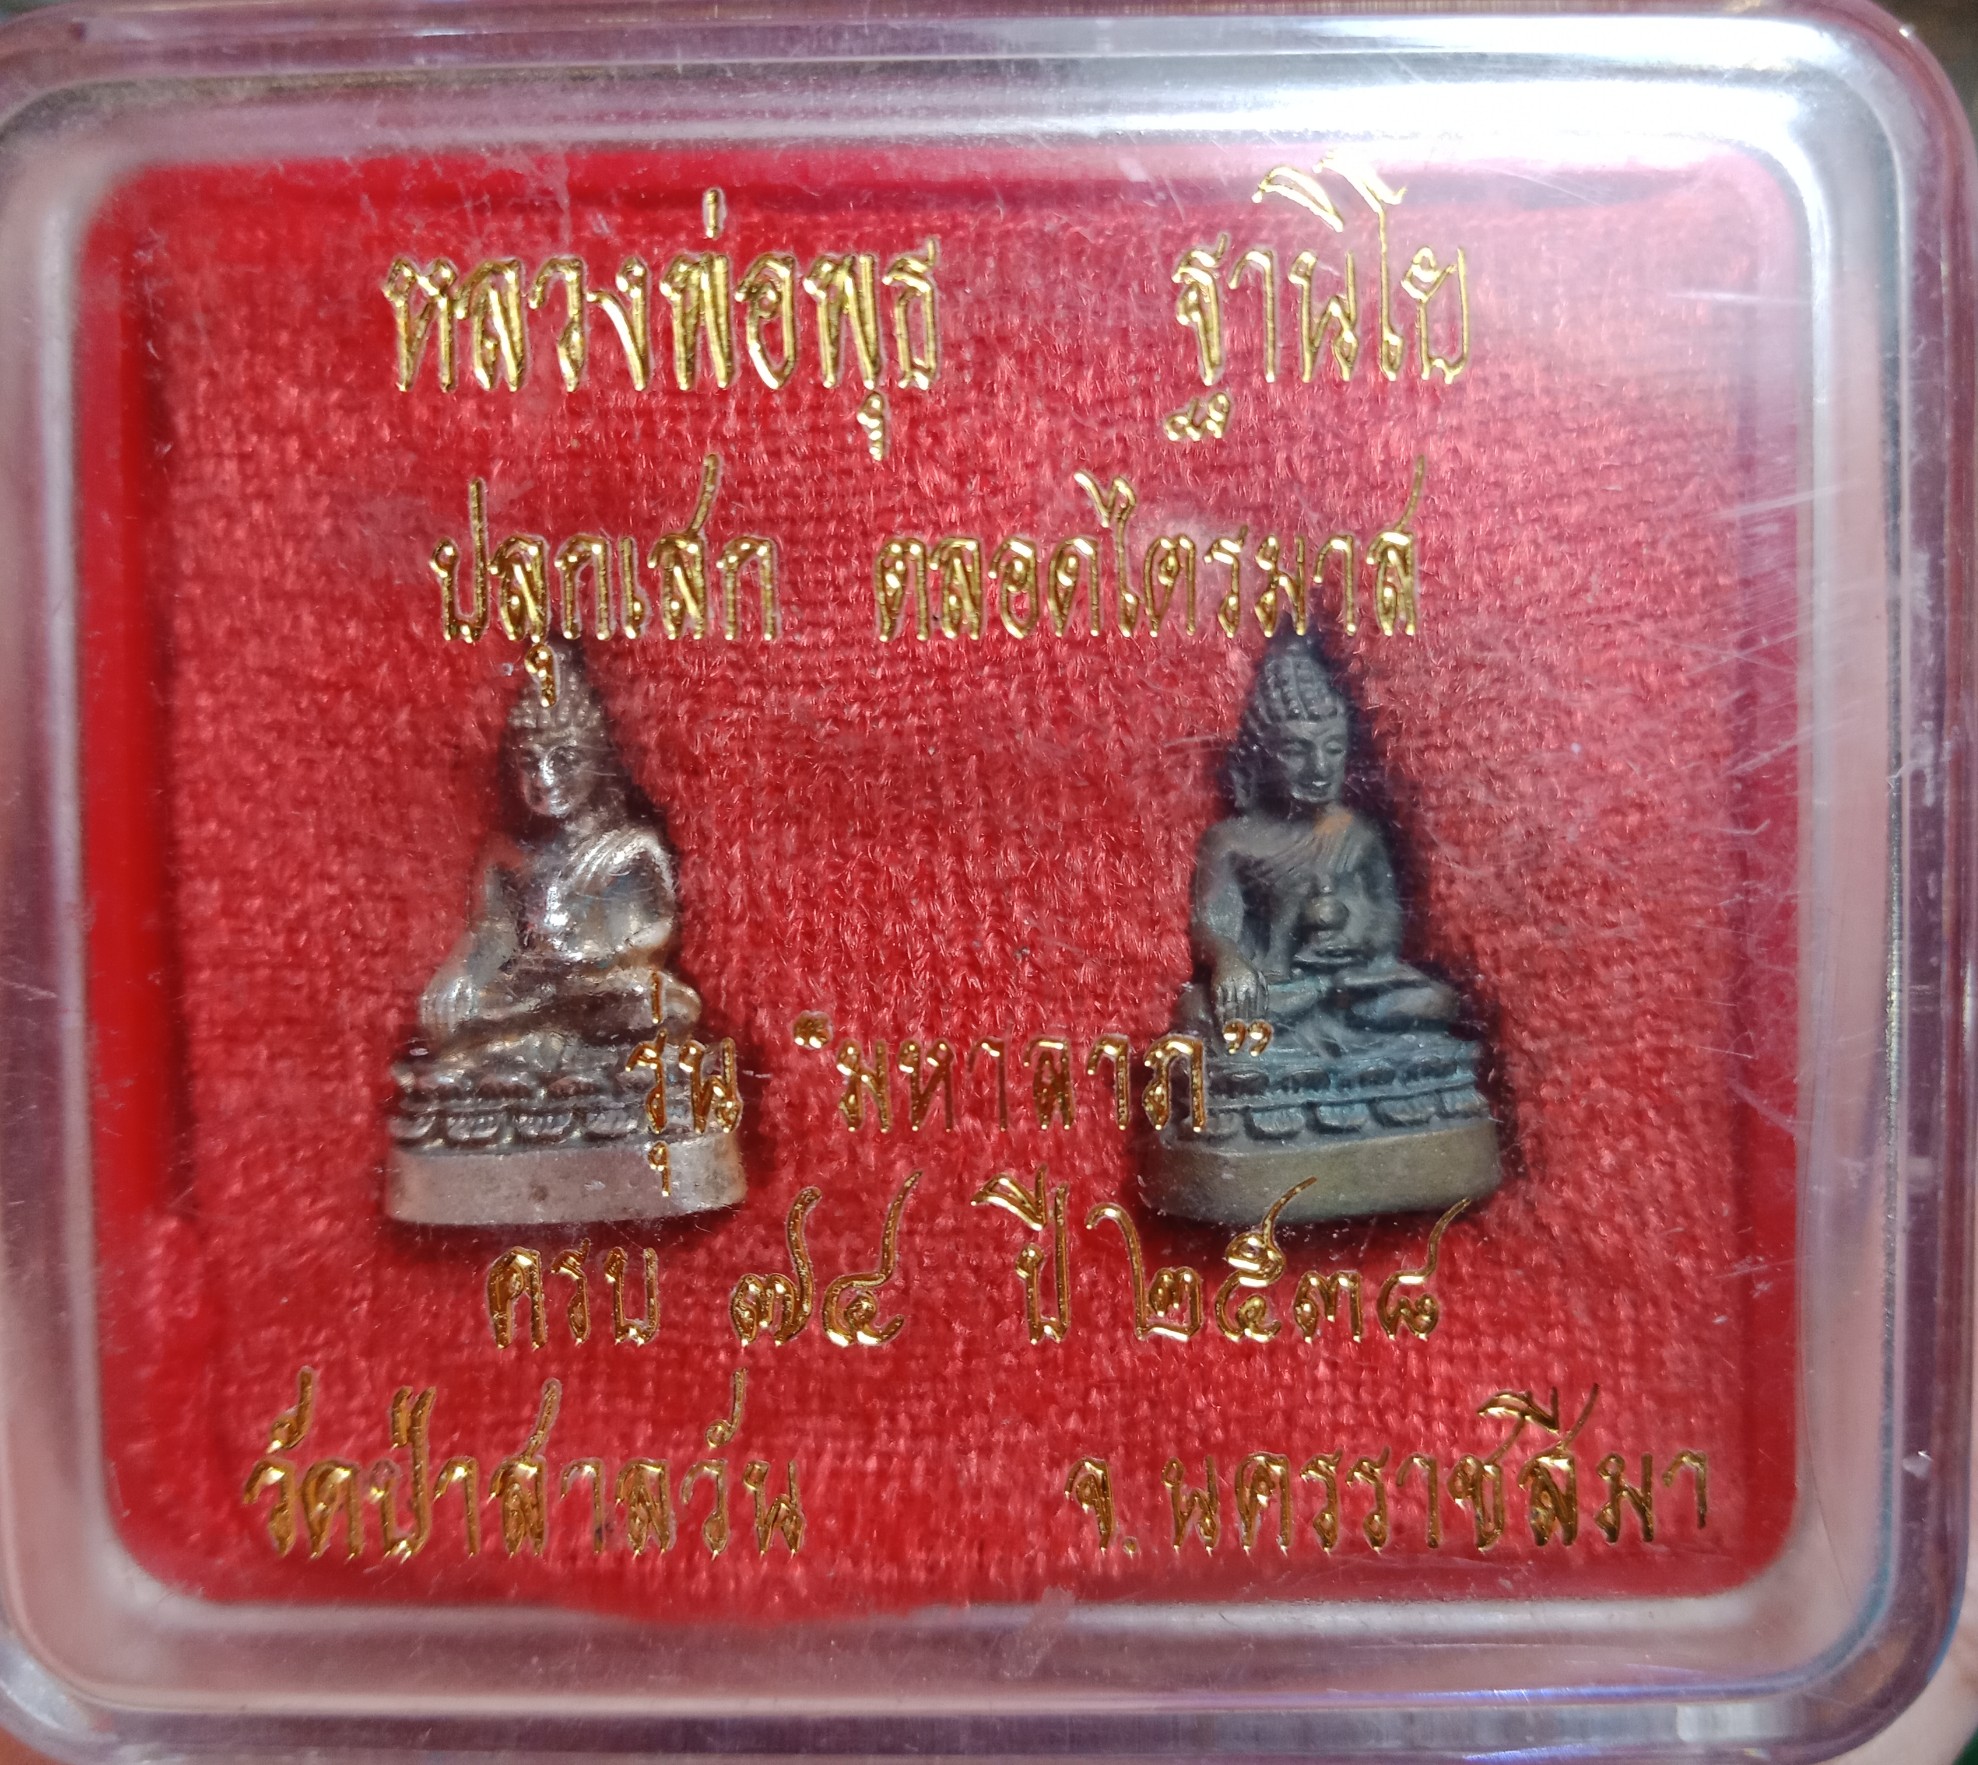 หลวงพ่อพุธ ฐานิโย
ปลุกเสก ตลอดไตรมาส
รุ่น "มหาลาภ"
ครบ ๗๔ ปี ๒๕๓๘
วัดป่าสาลวัน จ.นครราชสีมา